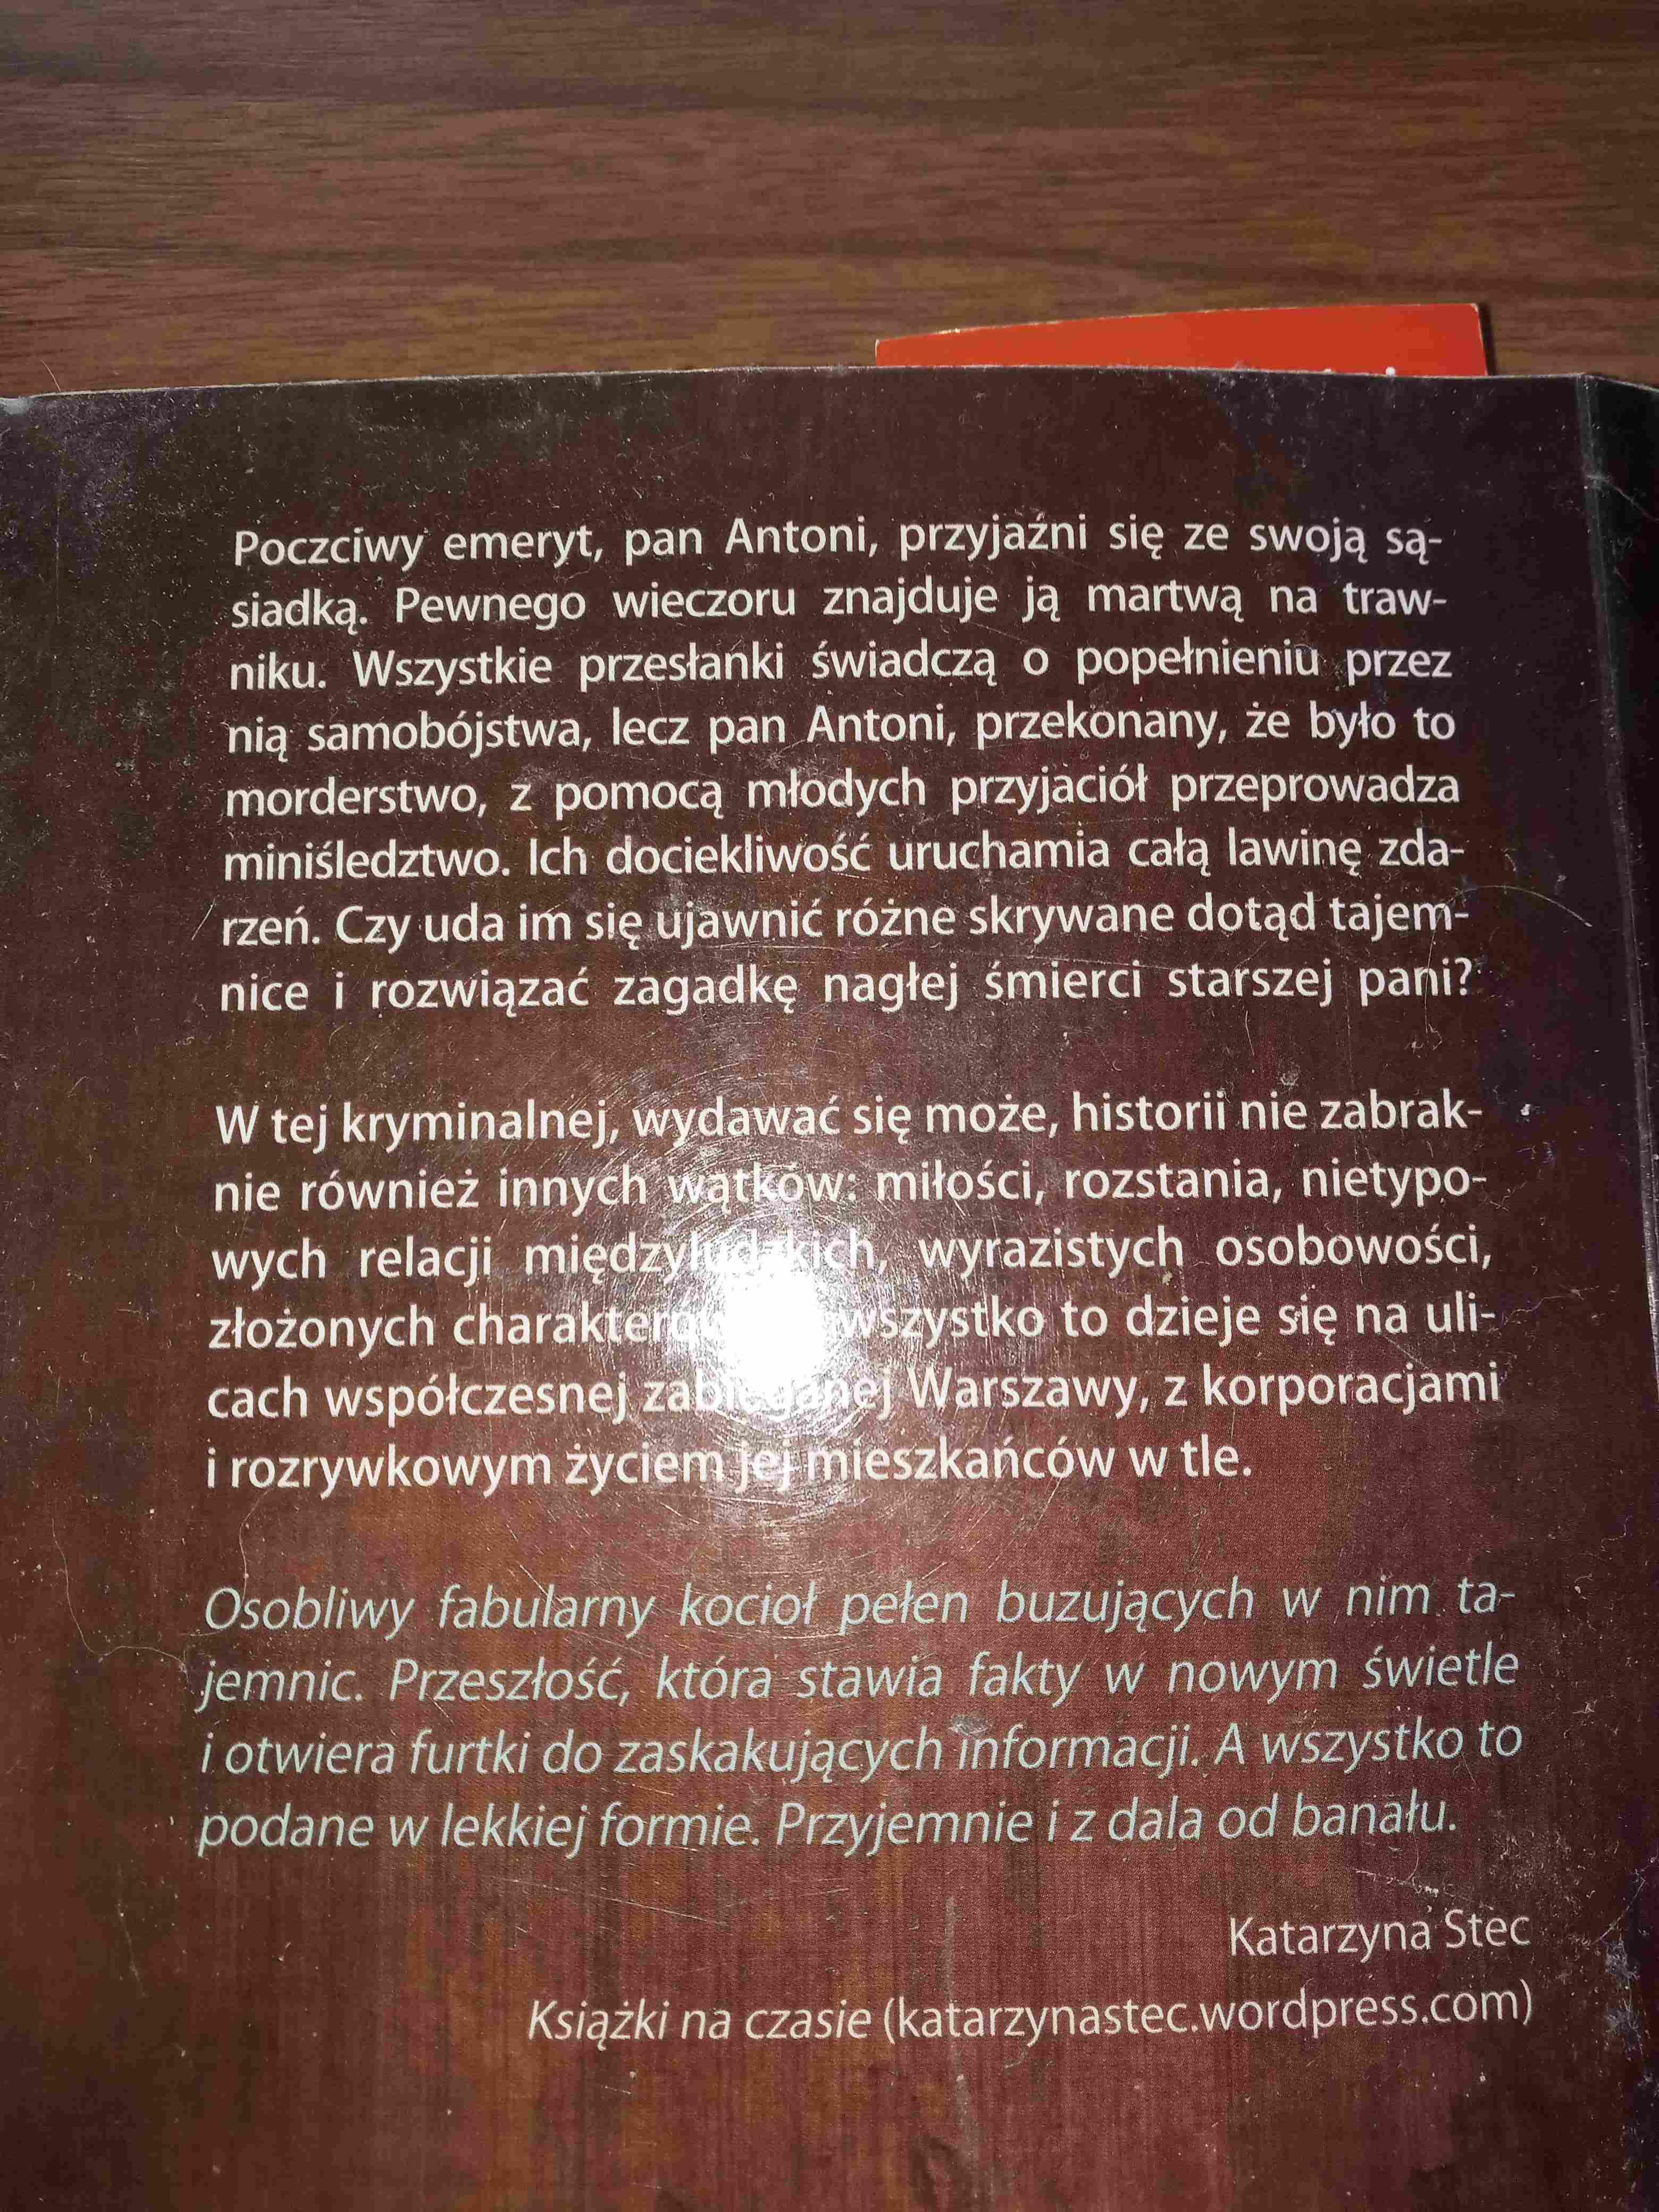 Poczciwy emeryt, pan Antoni, przyjaźni się ze swoją są-
siadką. Pewnego wieczoru znajduje ją martwą na traw-
niku. Wszystkie przesłanki świadczą o popełnieniu przez
nią samobójstwa, lecz pan Antoni, przekonany, że było to
morderstwo, z pomocą młodych przyjaciół przeprowadza
miniśledztwo. Ich dociekliwość uruchamia całą lawinę zda-
rzeń. Czy uda im się ujawnić różne skrywane dotąd tajem-
nice i rozwiązać zagadkę nagłej śmierci starszej pani?
W tej kryminalnej, wydawać się może, historii nie zabrak-
nie również innych wątków: miłości, rozstania, nietypo-
wych relacji międzyludzkich, wyrazistych osobowości,
złożonych wszystko to dzieje się na uli-
cach współczesnej zabieganej Warszawy, z korporacjami
i rozrywkowym życiem jej mieszkańców w tle.
Osobliwy fabularny kocioł pełen buzujących w nim ta-
jemnic. Przeszłość, która stawia fakty w nowym świetle
i otwiera furtki do zaskakujących informacji. A wszystko to
podane w lekkiej formie. Przyjemnie i z dala od banału.
Katarzyna Stec
Książki na czasie (katarzynastec.wordpress.com)